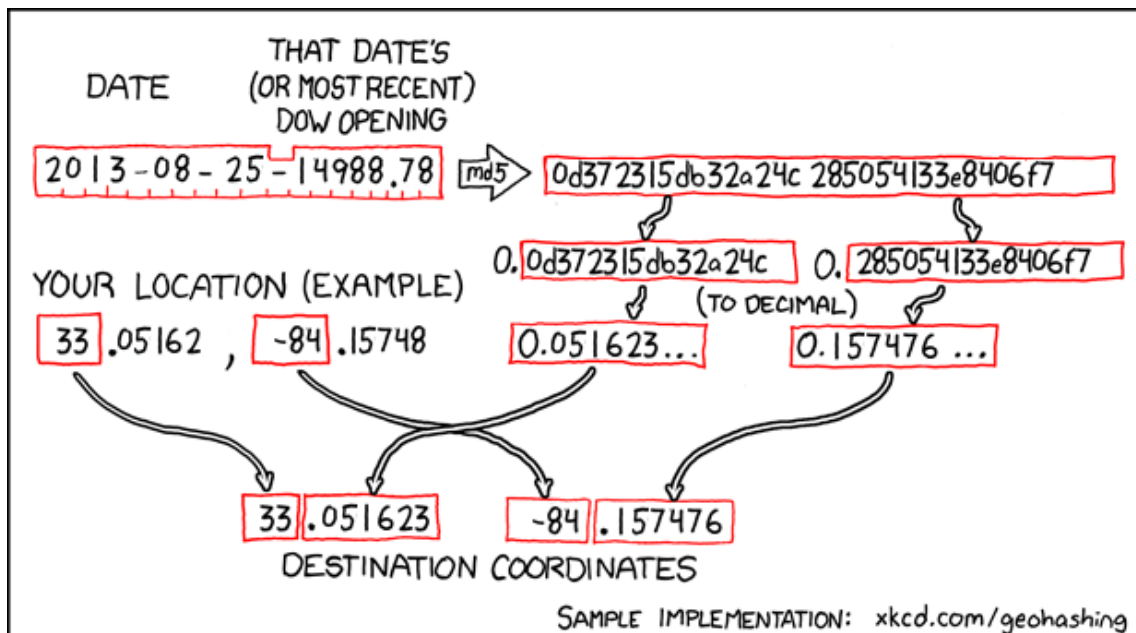 DATE
THAT DATE'S
(OR MOST RECENT)
DOW OPENING
2013-08-25-14988.78
md5
0d372315db32a24c 285054133e8406f7
0. 0d372315db32a24c
0. 285054133e8406f7
(TO DECIMAL)
YOUR LOCATION (EXAMPLE)
33 .05162 , -84 .15748
0.051623...
0.157476 ...
33 .051623
-84 .157476
DESTINATION COORDINATES
SAMPLE IMPLEMENTATION: xkcd.com/geohashing